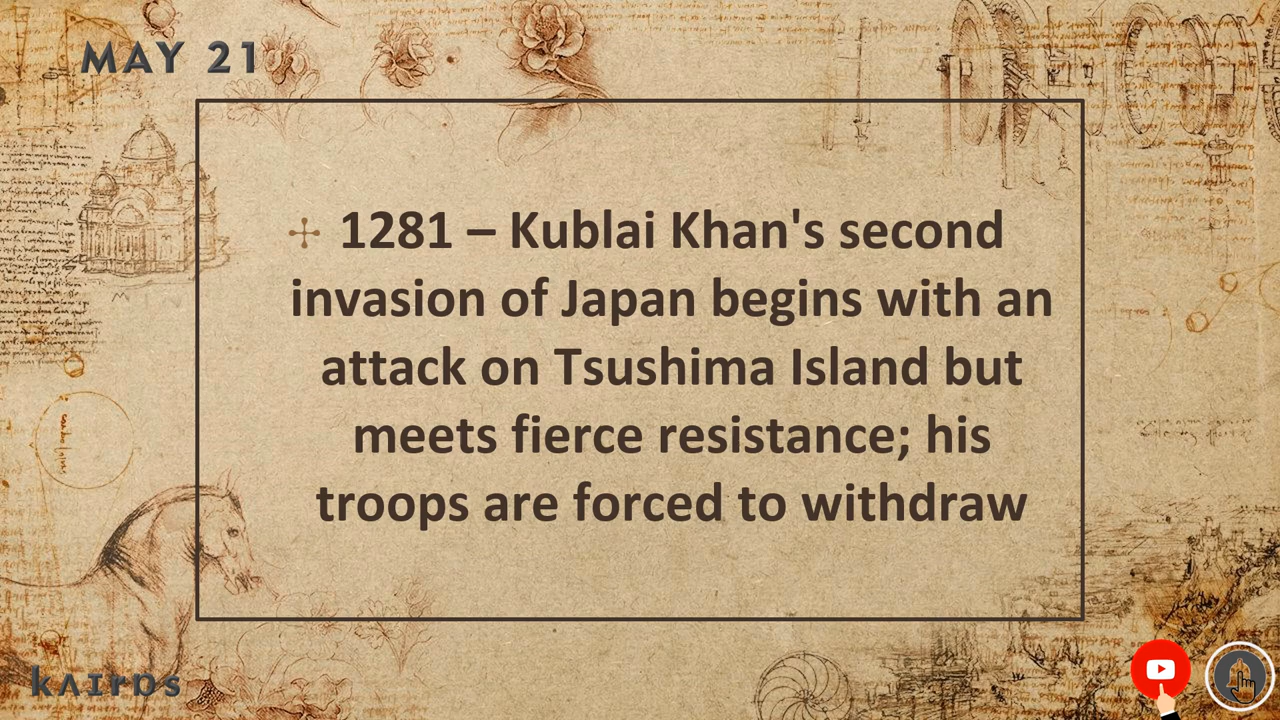 MAY 21
1281 – Kublai Khan's second
invasion of Japan begins with an
attack on Tsushima Island but
meets fierce resistance; his
troops are forced to withdraw
kʌɪrɒs